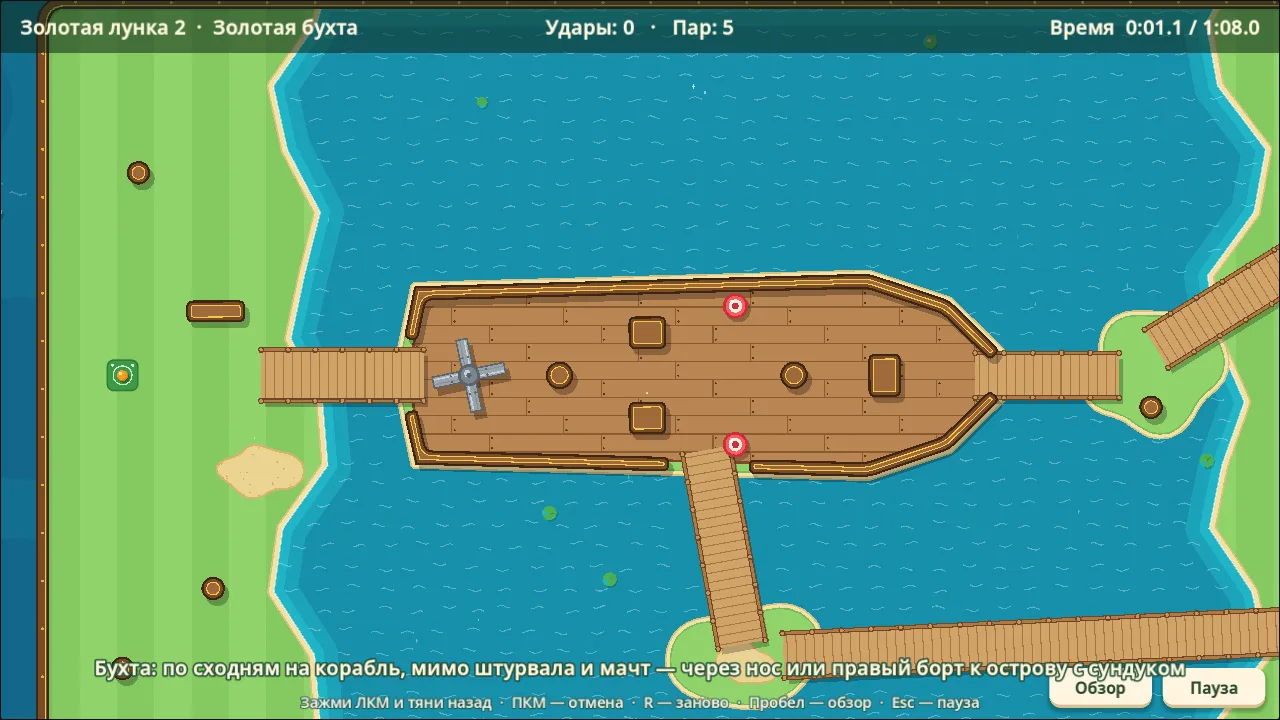 Золотая лунка 2 · Золотая бухта
Удары: 0 · Пар: 5
Время 0:01.1 / 1:08.0
Бухта: по сходням на корабль, мимо штурвала и мачт — через нос или правый борт к острову с сундуком
Обзор
Пауза
Зажми ЛКМ и тяни назад · ПКМ — отмена · R — заново · Пробел — обзор · Esc — пауза